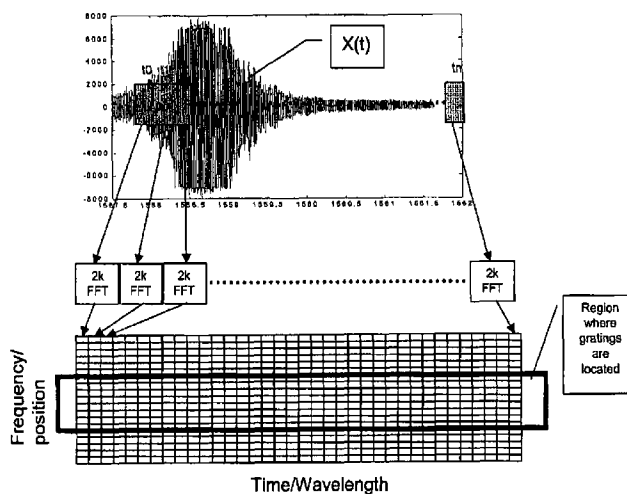 8000
6000
4000
2000
0
-2000
-4000
-6000
-8000
X(t)
t0
tn
1559.5 1560 1560.5 1561 1561.5 1562
2k FFT
2k FFT
2k FFT
2k FFT
Region
where
gratings
are
located
Frequency/
position
Time/Wavelength